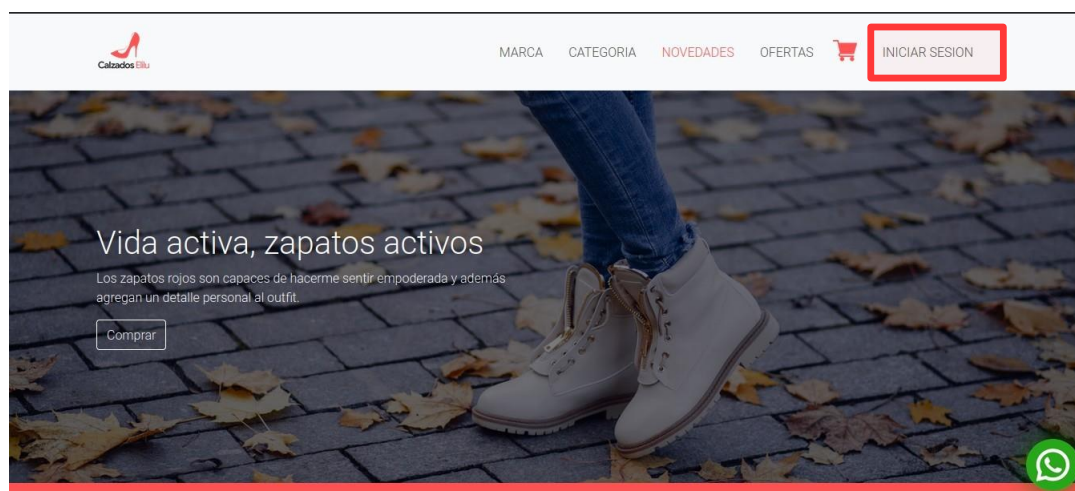 Calzados Eliu
MARCA CATEGORIA NOVEDADES OFERTAS INICIAR SESION
Vida activa, zapatos activos
Los zapatos rojos son capaces de hacerme sentir empoderada y además
agregan un detalle personal al outfit.
Comprar